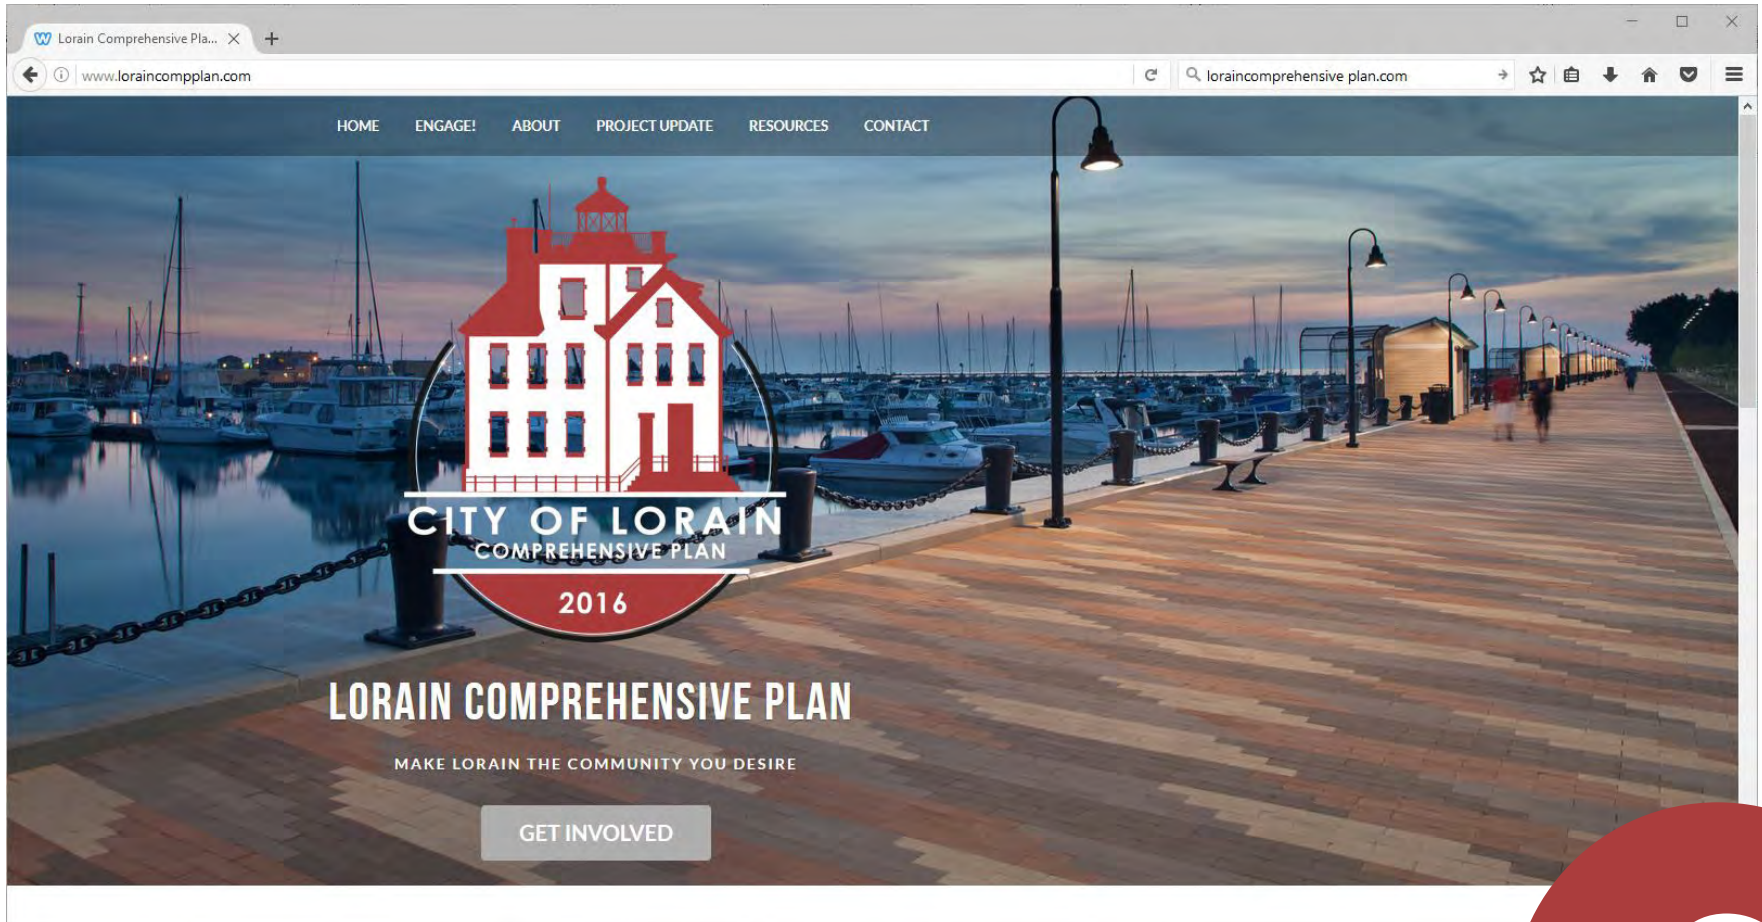 Lorain Comprehensive Pla...
www.loraincompplan.com
loraincomprehensive plan.com
HOME ENGAGE! ABOUT PROJECT UPDATE RESOURCES CONTACT
CITY OF LORAIN
COMPREHENSIVE PLAN
2016
LORAIN COMPREHENSIVE PLAN
MAKE LORAIN THE COMMUNITY YOU DESIRE
GET INVOLVED